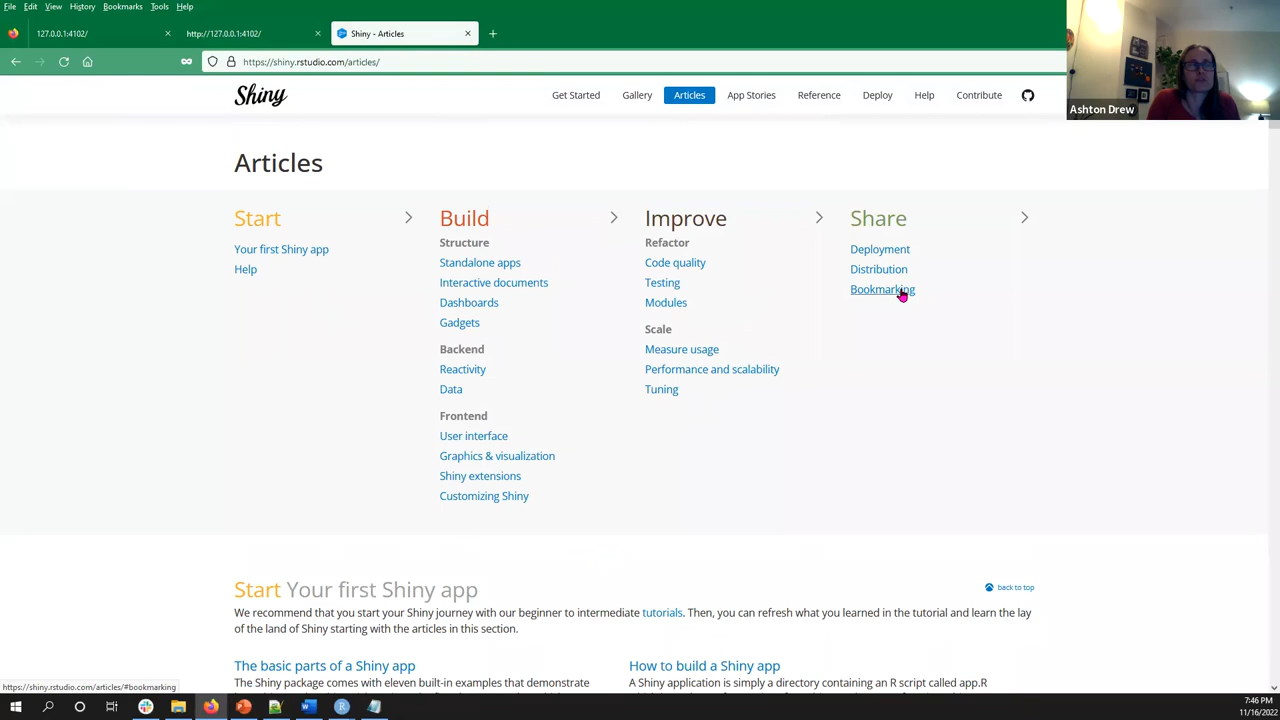 File Edit View History Bookmarks Tools Help
127.0.0.1:4102/
http://127.0.0.1:4102/
Shiny - Articles
https://shiny.rstudio.com/articles/
Ashton Drew
Shiny
Get Started Gallery Articles App Stories Reference Deploy Help Contribute
Articles
Start
Your first Shiny app
Help
Build
Structure
Standalone apps
Interactive documents
Dashboards
Gadgets
Backend
Reactivity
Data
Frontend
User interface
Graphics & visualization
Shiny extensions
Customizing Shiny
Improve
Refactor
Code quality
Testing
Modules
Scale
Measure usage
Performance and scalability
Tuning
Share
Deployment
Distribution
Bookmarking
Start Your first Shiny app
back to top
We recommend that you start your Shiny journey with our beginner to intermediate tutorials. Then, you can refresh what you learned in the tutorial and learn the lay
of the land of Shiny starting with the articles in this section.
The basic parts of a Shiny app
The Shiny package comes with eleven built-in examples that demonstrate
How to build a Shiny app
A Shiny application is simply a directory containing an R script called app.R
https://shiny.rstudio.com/articles/#bookmarking
7:46 PM
11/16/2022